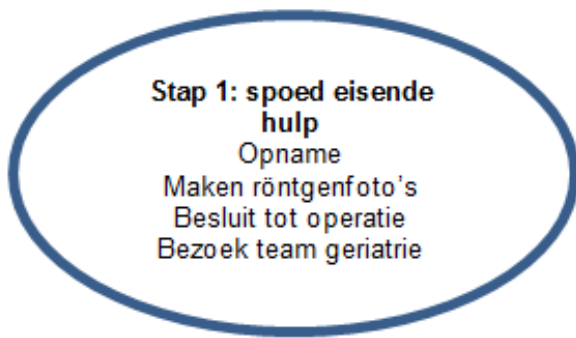 Stap 1: spoed eisende
hulp
Opname
Maken röntgenfoto's
Besluit tot operatie
Bezoek team geriatrie